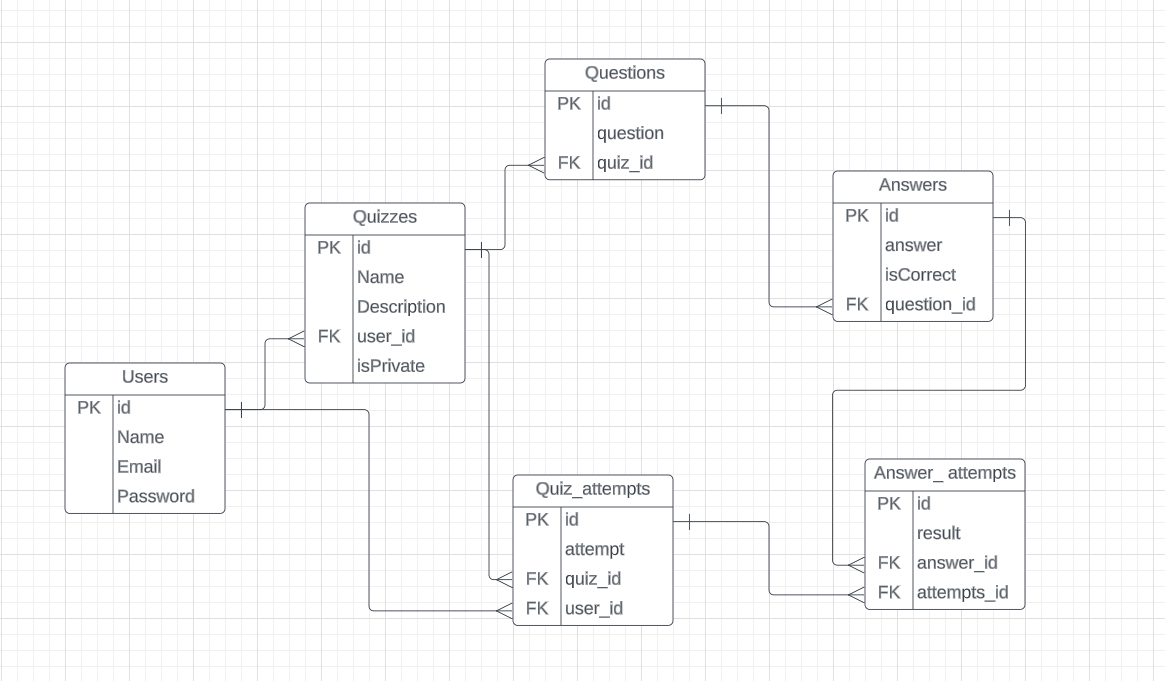 Questions
PK id
question
FK quiz_id
Answers
PK id
answer
isCorrect
FK question_id
Quizzes
PK id
Name
Description
FK user_id
isPrivate
Users
PK id
Name
Email
Password
Quiz_attempts
PK id
attempt
FK quiz_id
FK user_id
Answer_ attempts
PK id
result
FK answer_id
FK attempts_id